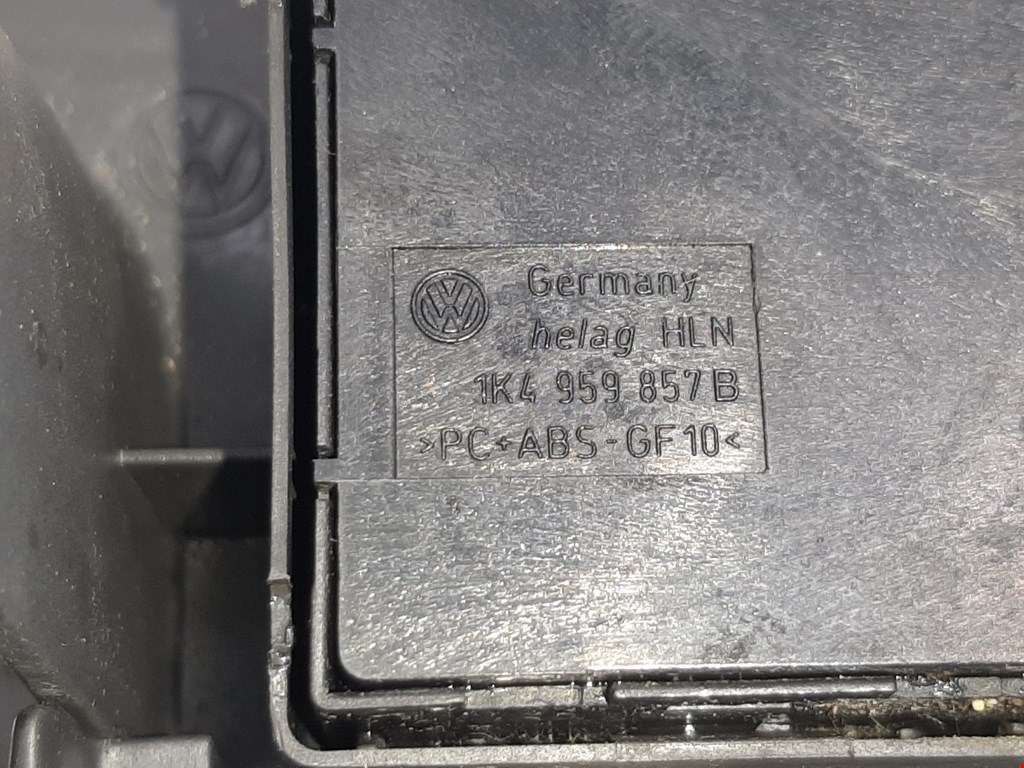 Germany
helag HLN
1K4 959 857 B
>PC+ABS-GF10<